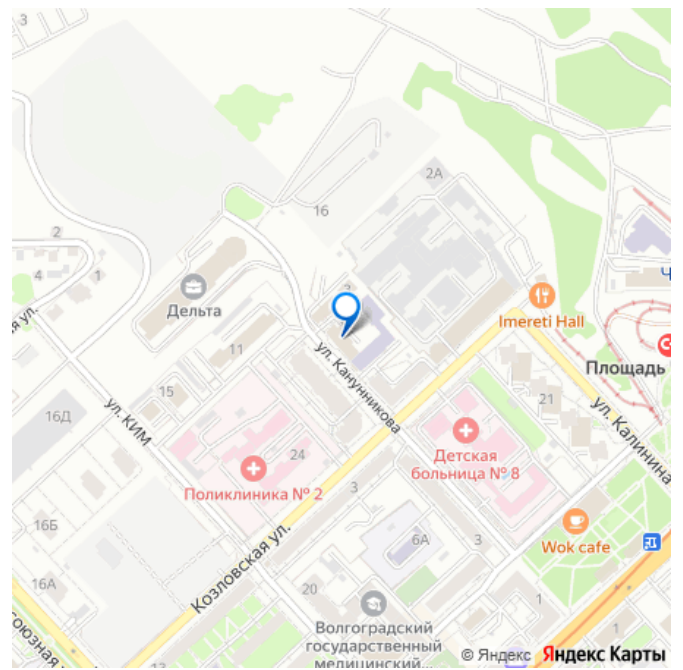 3
2А
16
2
1
4
ая ул.
3
Дельта
Imereti Hall
Ч
Площадь
11
15
ул. Канунникова
21
ул. Калинина
16Д
ул. КИМ
24
Поликлиника № 2
Детская
больница № 8
3
6А
3
Wok cafe
16Б
Козловская ул.
16А
20
1
1
союзная ул.
Волгоградский
государственный
медицинский...
© Яндекс Яндекс Карты